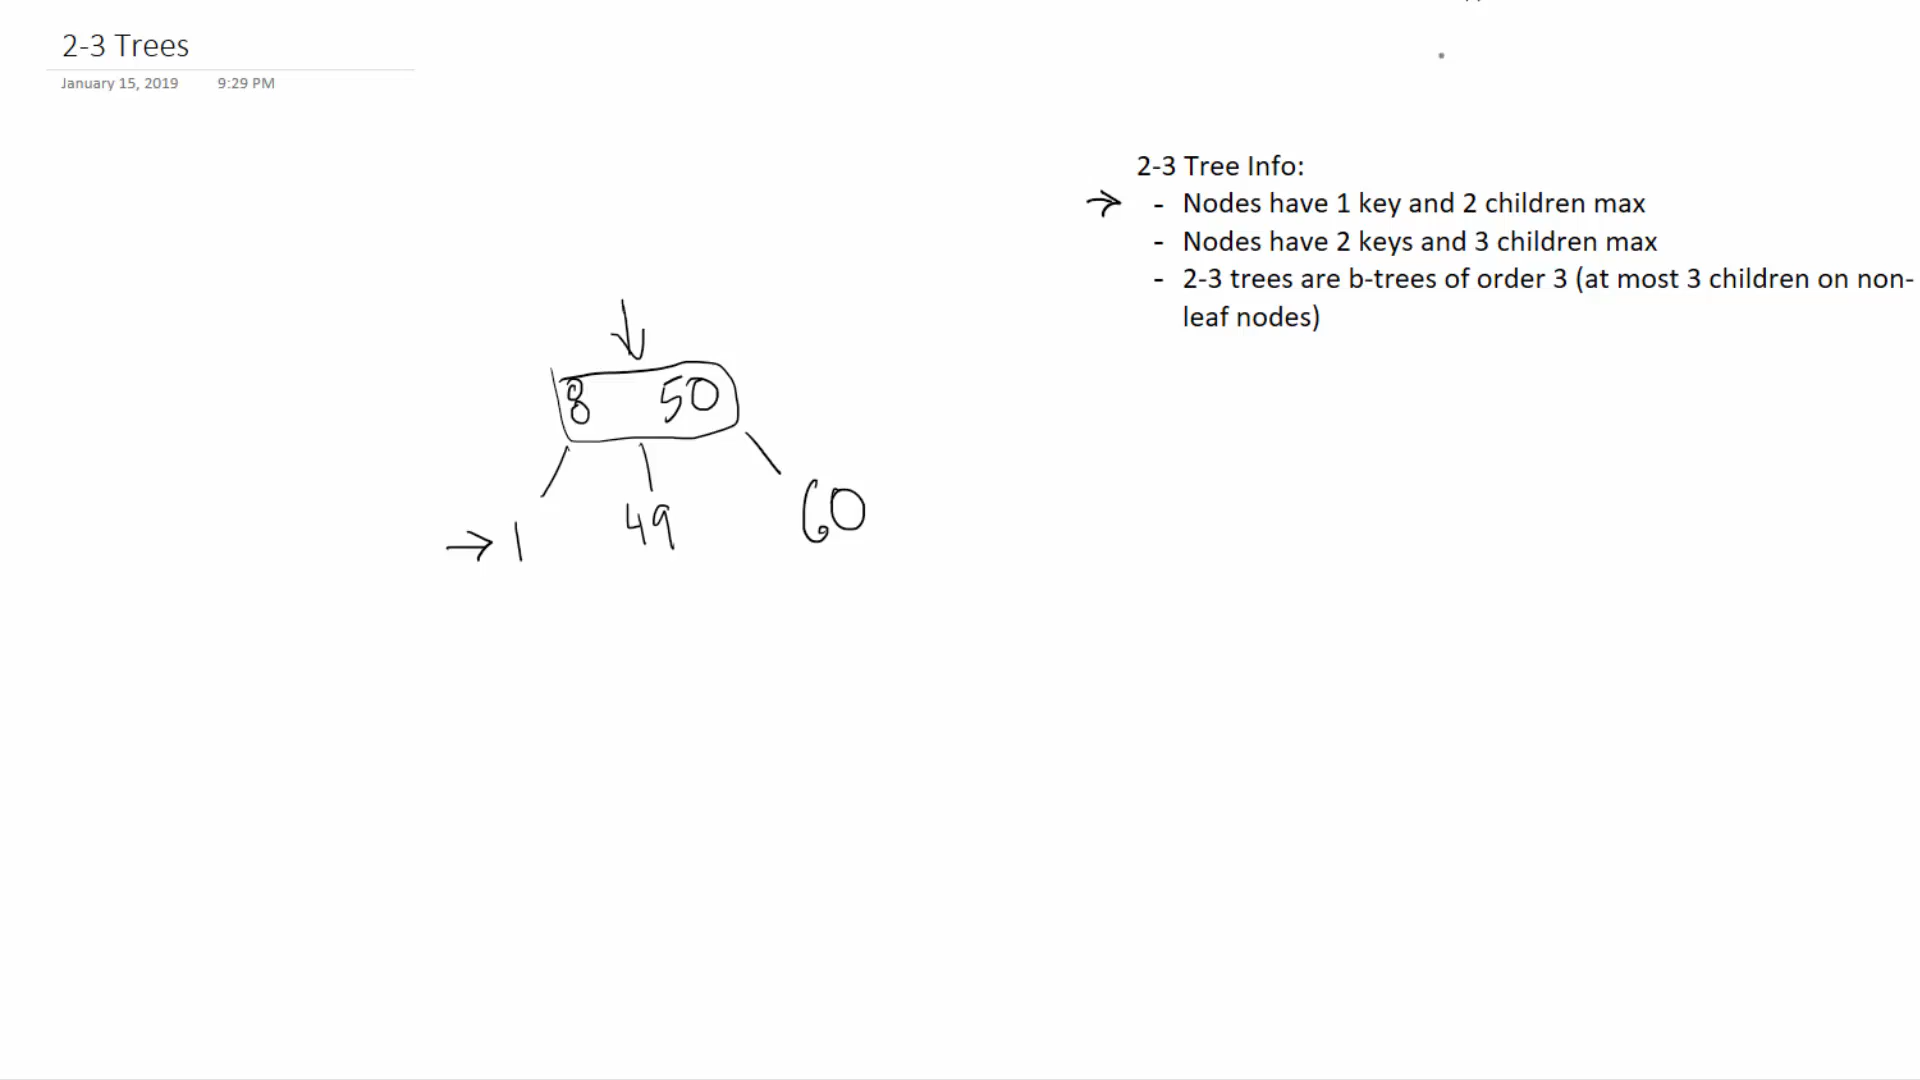 2-3 Trees
January 15, 2019 9:29 PM
2-3 Tree Info:
- Nodes have 1 key and 2 children max
- Nodes have 2 keys and 3 children max
- 2-3 trees are b-trees of order 3 (at most 3 children on non-
leaf nodes)
8 50
1 49 60